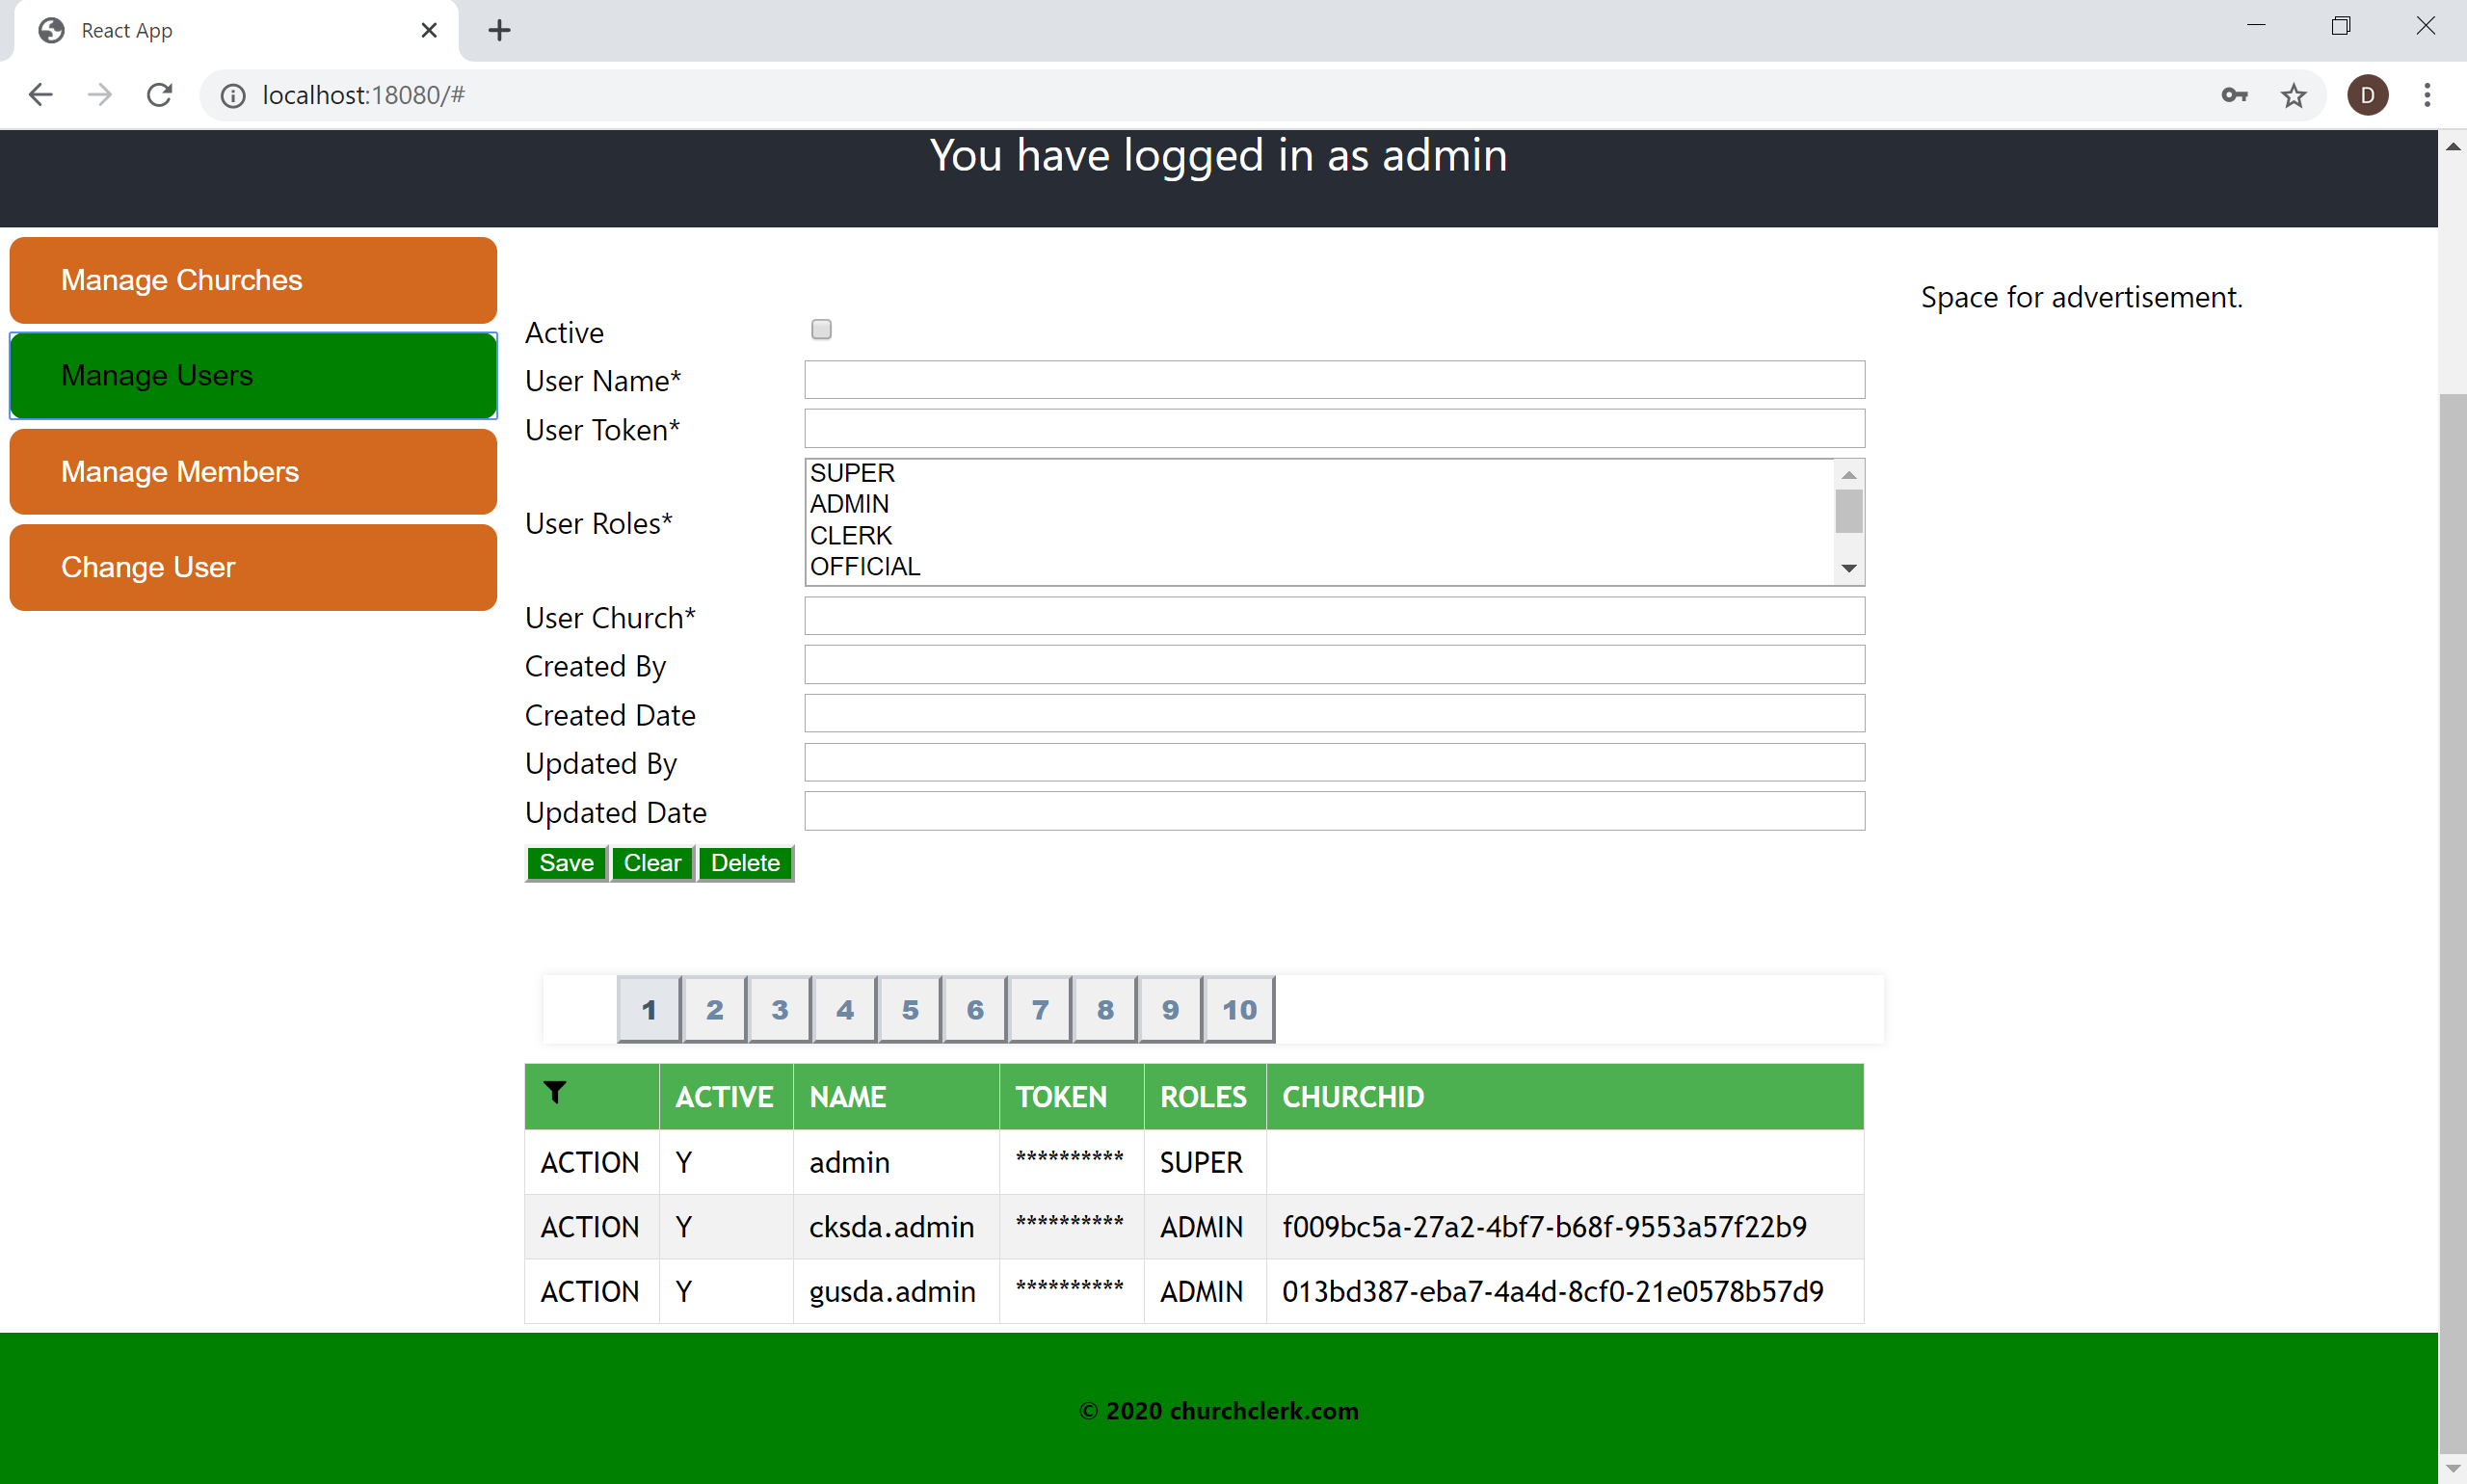 React App
localhost:18080/#
D
You have logged in as admin
Manage Churches
Manage Users
Manage Members
Change User
Space for advertisement.
Active
User Name*
User Token*
User Roles*
SUPER
ADMIN
CLERK
OFFICIAL
User Church*
Created By
Created Date
Updated By
Updated Date
Save Clear Delete
1 2 3 4 5 6 7 8 9 10
ACTIVE NAME TOKEN ROLES CHURCHID
ACTION Y admin ********** SUPER
ACTION Y cksda.admin ********** ADMIN f009bc5a-27a2-4bf7-b68f-9553a57f22b9
ACTION Y gusda.admin ********** ADMIN 013bd387-eba7-4a4d-8cf0-21e0578b57d9
© 2020 churchclerk.com